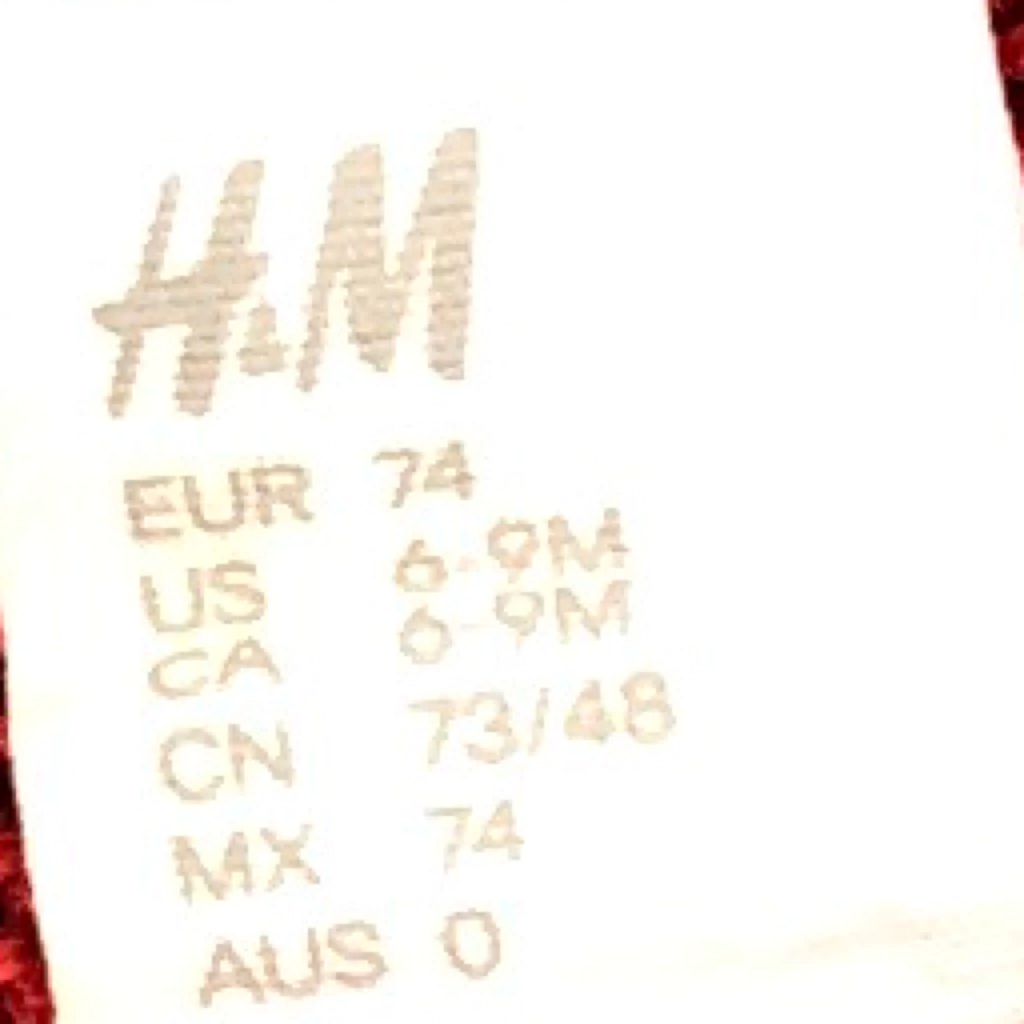 H&M
EUR 74
US 6-9M
CA 6-9M
CN 73/48
MX 74
AUS 0